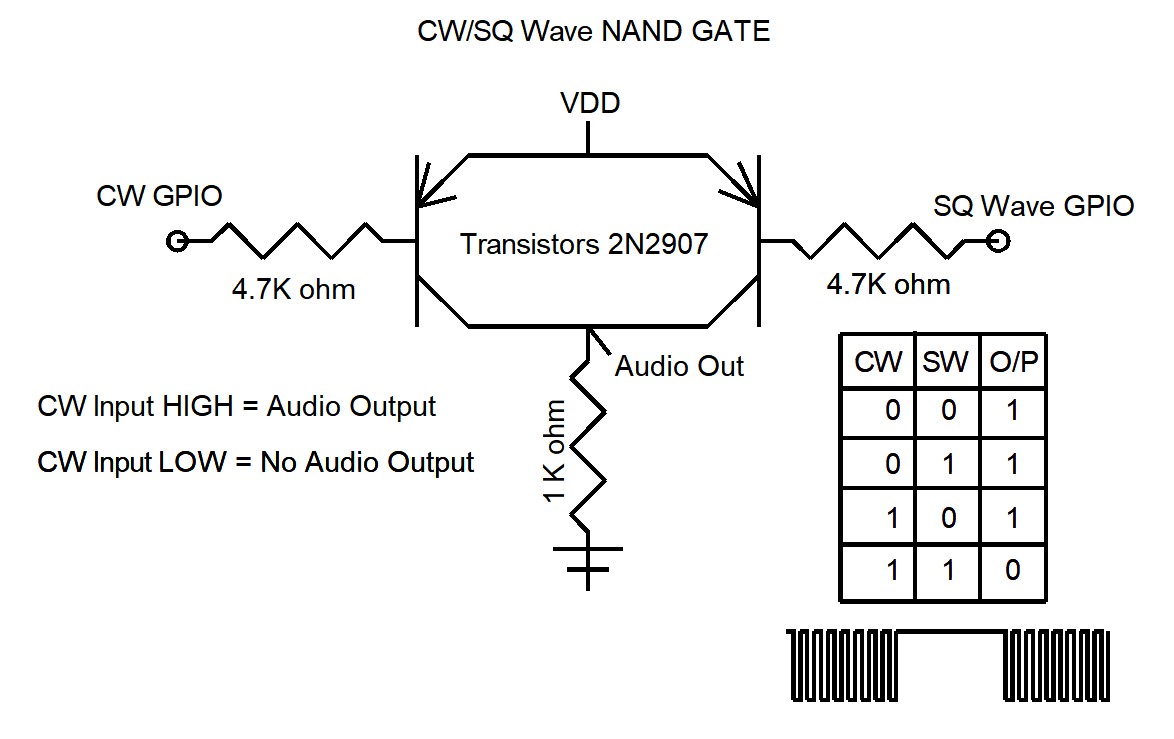 CW/SQ Wave NAND GATE
VDD
CW GPIO
SQ Wave GPIO
Transistors 2N2907
4.7K ohm
4.7K ohm
Audio Out
1 K ohm
CW Input HIGH = Audio Output
CW Input LOW = No Audio Output
CW SW O/P
0 0 1
0 1 1
1 0 1
1 1 0